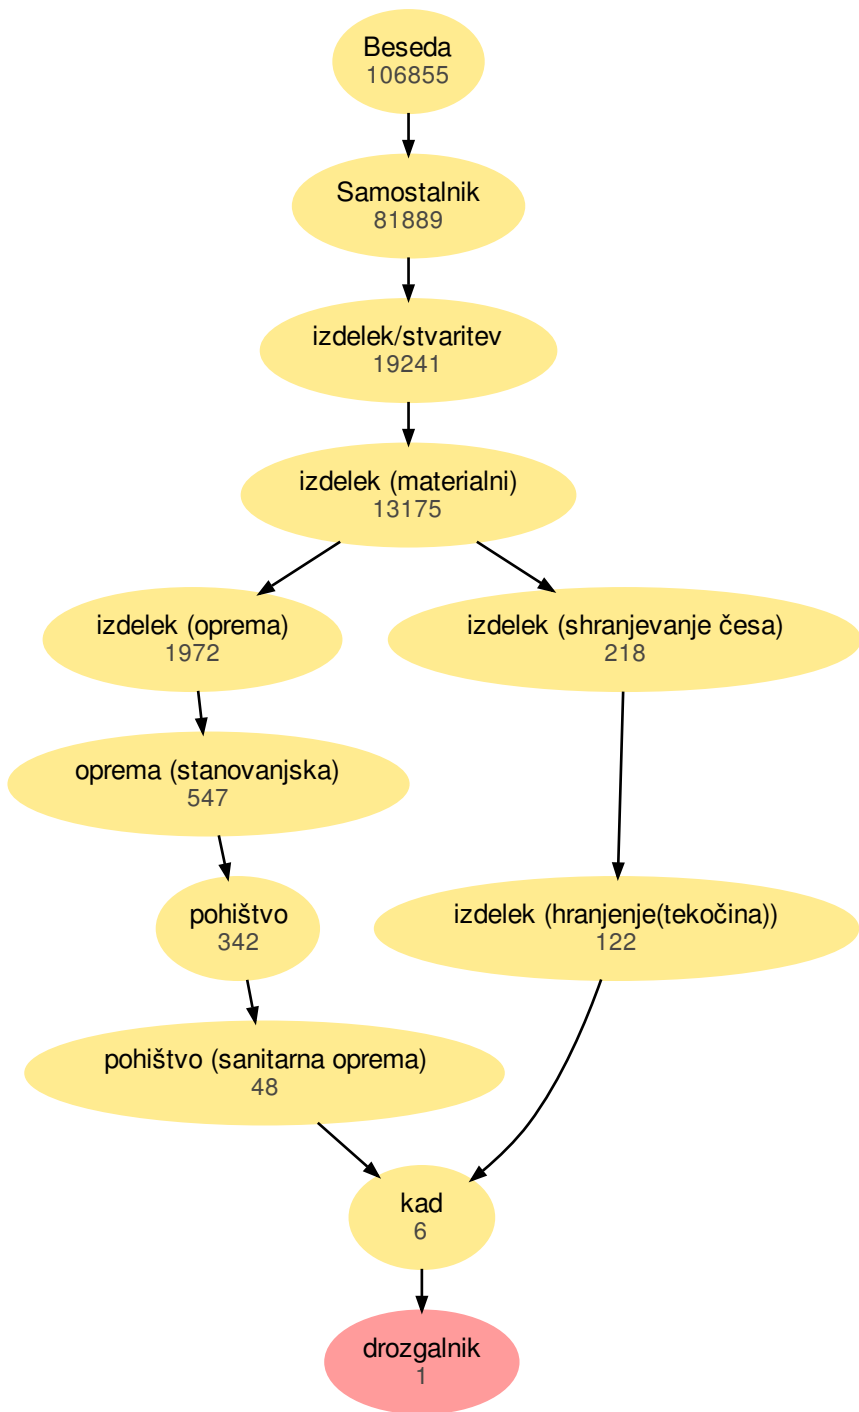 Beseda
106855
Samostalnik
81889
izdelek/stvaritev
19241
izdelek (materialni)
13175
izdelek (oprema)
1972
izdelek (shranjevanje česa)
218
oprema (stanovanjska)
547
pohištvo
342
izdelek (hranjenje(tekočina))
122
pohištvo (sanitarna oprema)
48
kad
6
drozgalnik
1